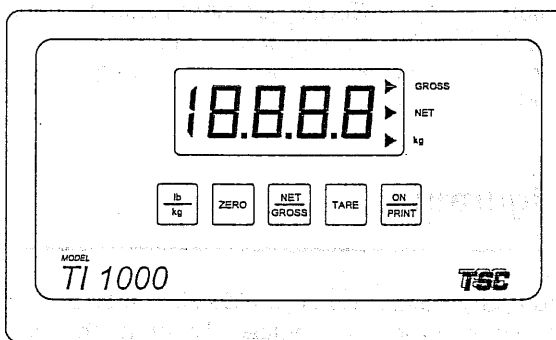 18.8.8.8
GROSS
NET
kg
lb
kg
ZERO
NET
GROSS
TARE
ON
PRINT
MODEL
TI 1000
TSC